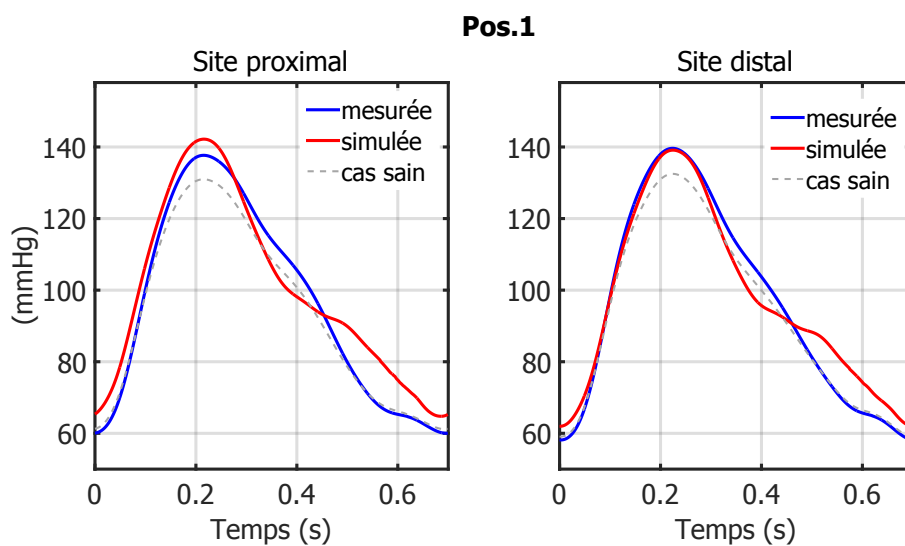 Pos.1
Site proximal
mesurée
simulée
cas sain
140
120
100
80
60
(mmHg)
0
0.2
0.4
0.6
Temps (s)
Site distal
mesurée
simulée
cas sain
140
120
100
80
60
0
0.2
0.4
0.6
Temps (s)